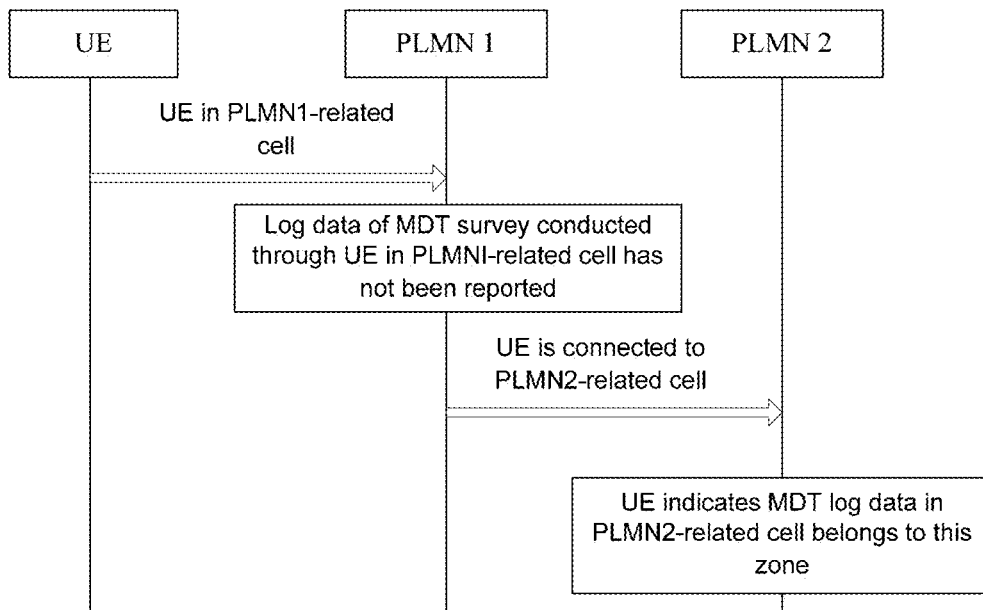 UE
PLMN 1
PLMN 2
UE in PLMN1-related
cell
Log data of MDT survey conducted
through UE in PLMNI-related cell has
not been reported
UE is connected to
PLMN2-related cell
UE indicates MDT log data in
PLMN2-related cell belongs to this
zone